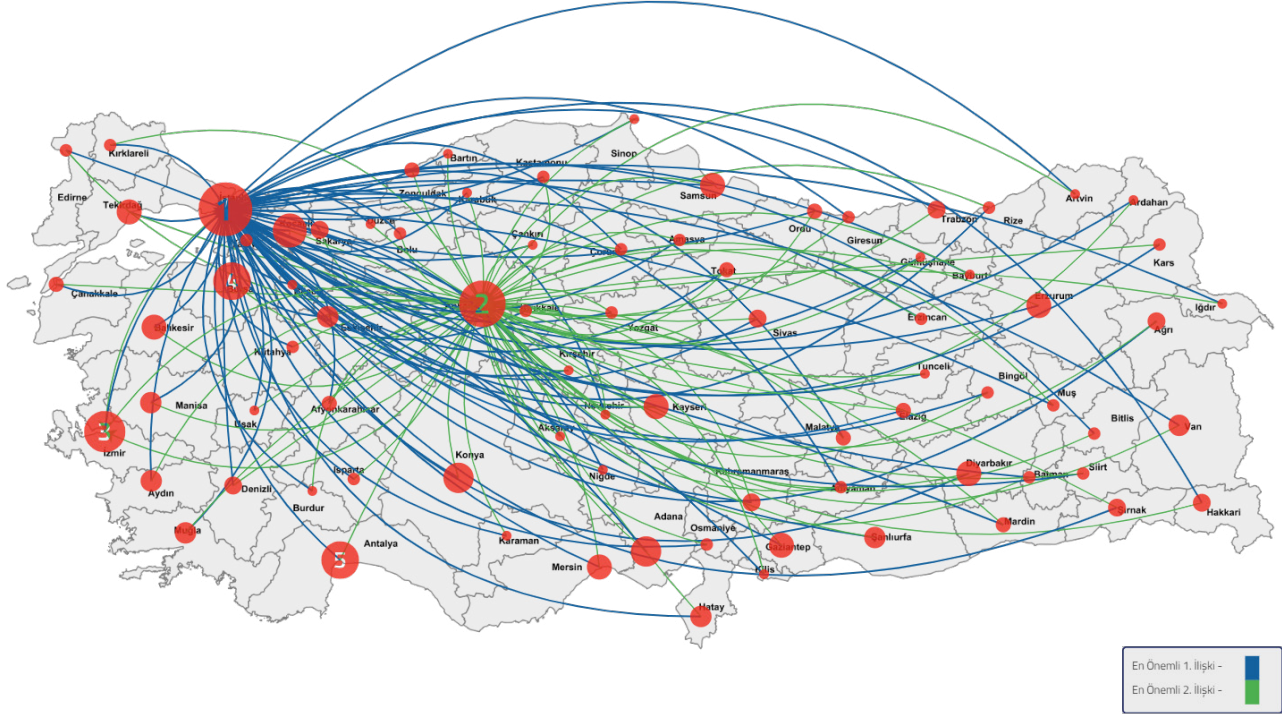 Kırklareli
Edirne
Tekirdağ
Bartın
Kastamonu
Sinop
Zonguldak
Karabük
Samsun
1
Sakarya
Düzce
Bolu
Çankırı
Çorum
Amasya
Ordu
Giresun
Trabzon
Rize
Artvin
Ardahan
Kars
Gümüşhane
Bayburt
Tokat
4
Bursa
Çanakkale
2
Erzurum
Iğdır
Ağrı
Balıkesir
Eskişehir
Kırıkkale
Yozgat
Sivas
Erzincan
Kütahya
Kırşehir
Tunceli
Bingöl
Muş
Bitlis
Van
Manisa
Uşak
Afyonkarahisar
Nevşehir
Kayseri
Malatya
Elazığ
3
İzmir
Aksaray
Konya
Niğde
Kahramanmaraş
Diyarbakır
Batman
Siirt
Aydın
Denizli
Isparta
Burdur
Adıyaman
Mardin
Şırnak
Hakkari
Muğla
Antalya
5
Karaman
Mersin
Adana
Osmaniye
Gaziantep
Şanlıurfa
Kilis
Hatay
En Önemli 1. İlişki -
En Önemli 2. İlişki -